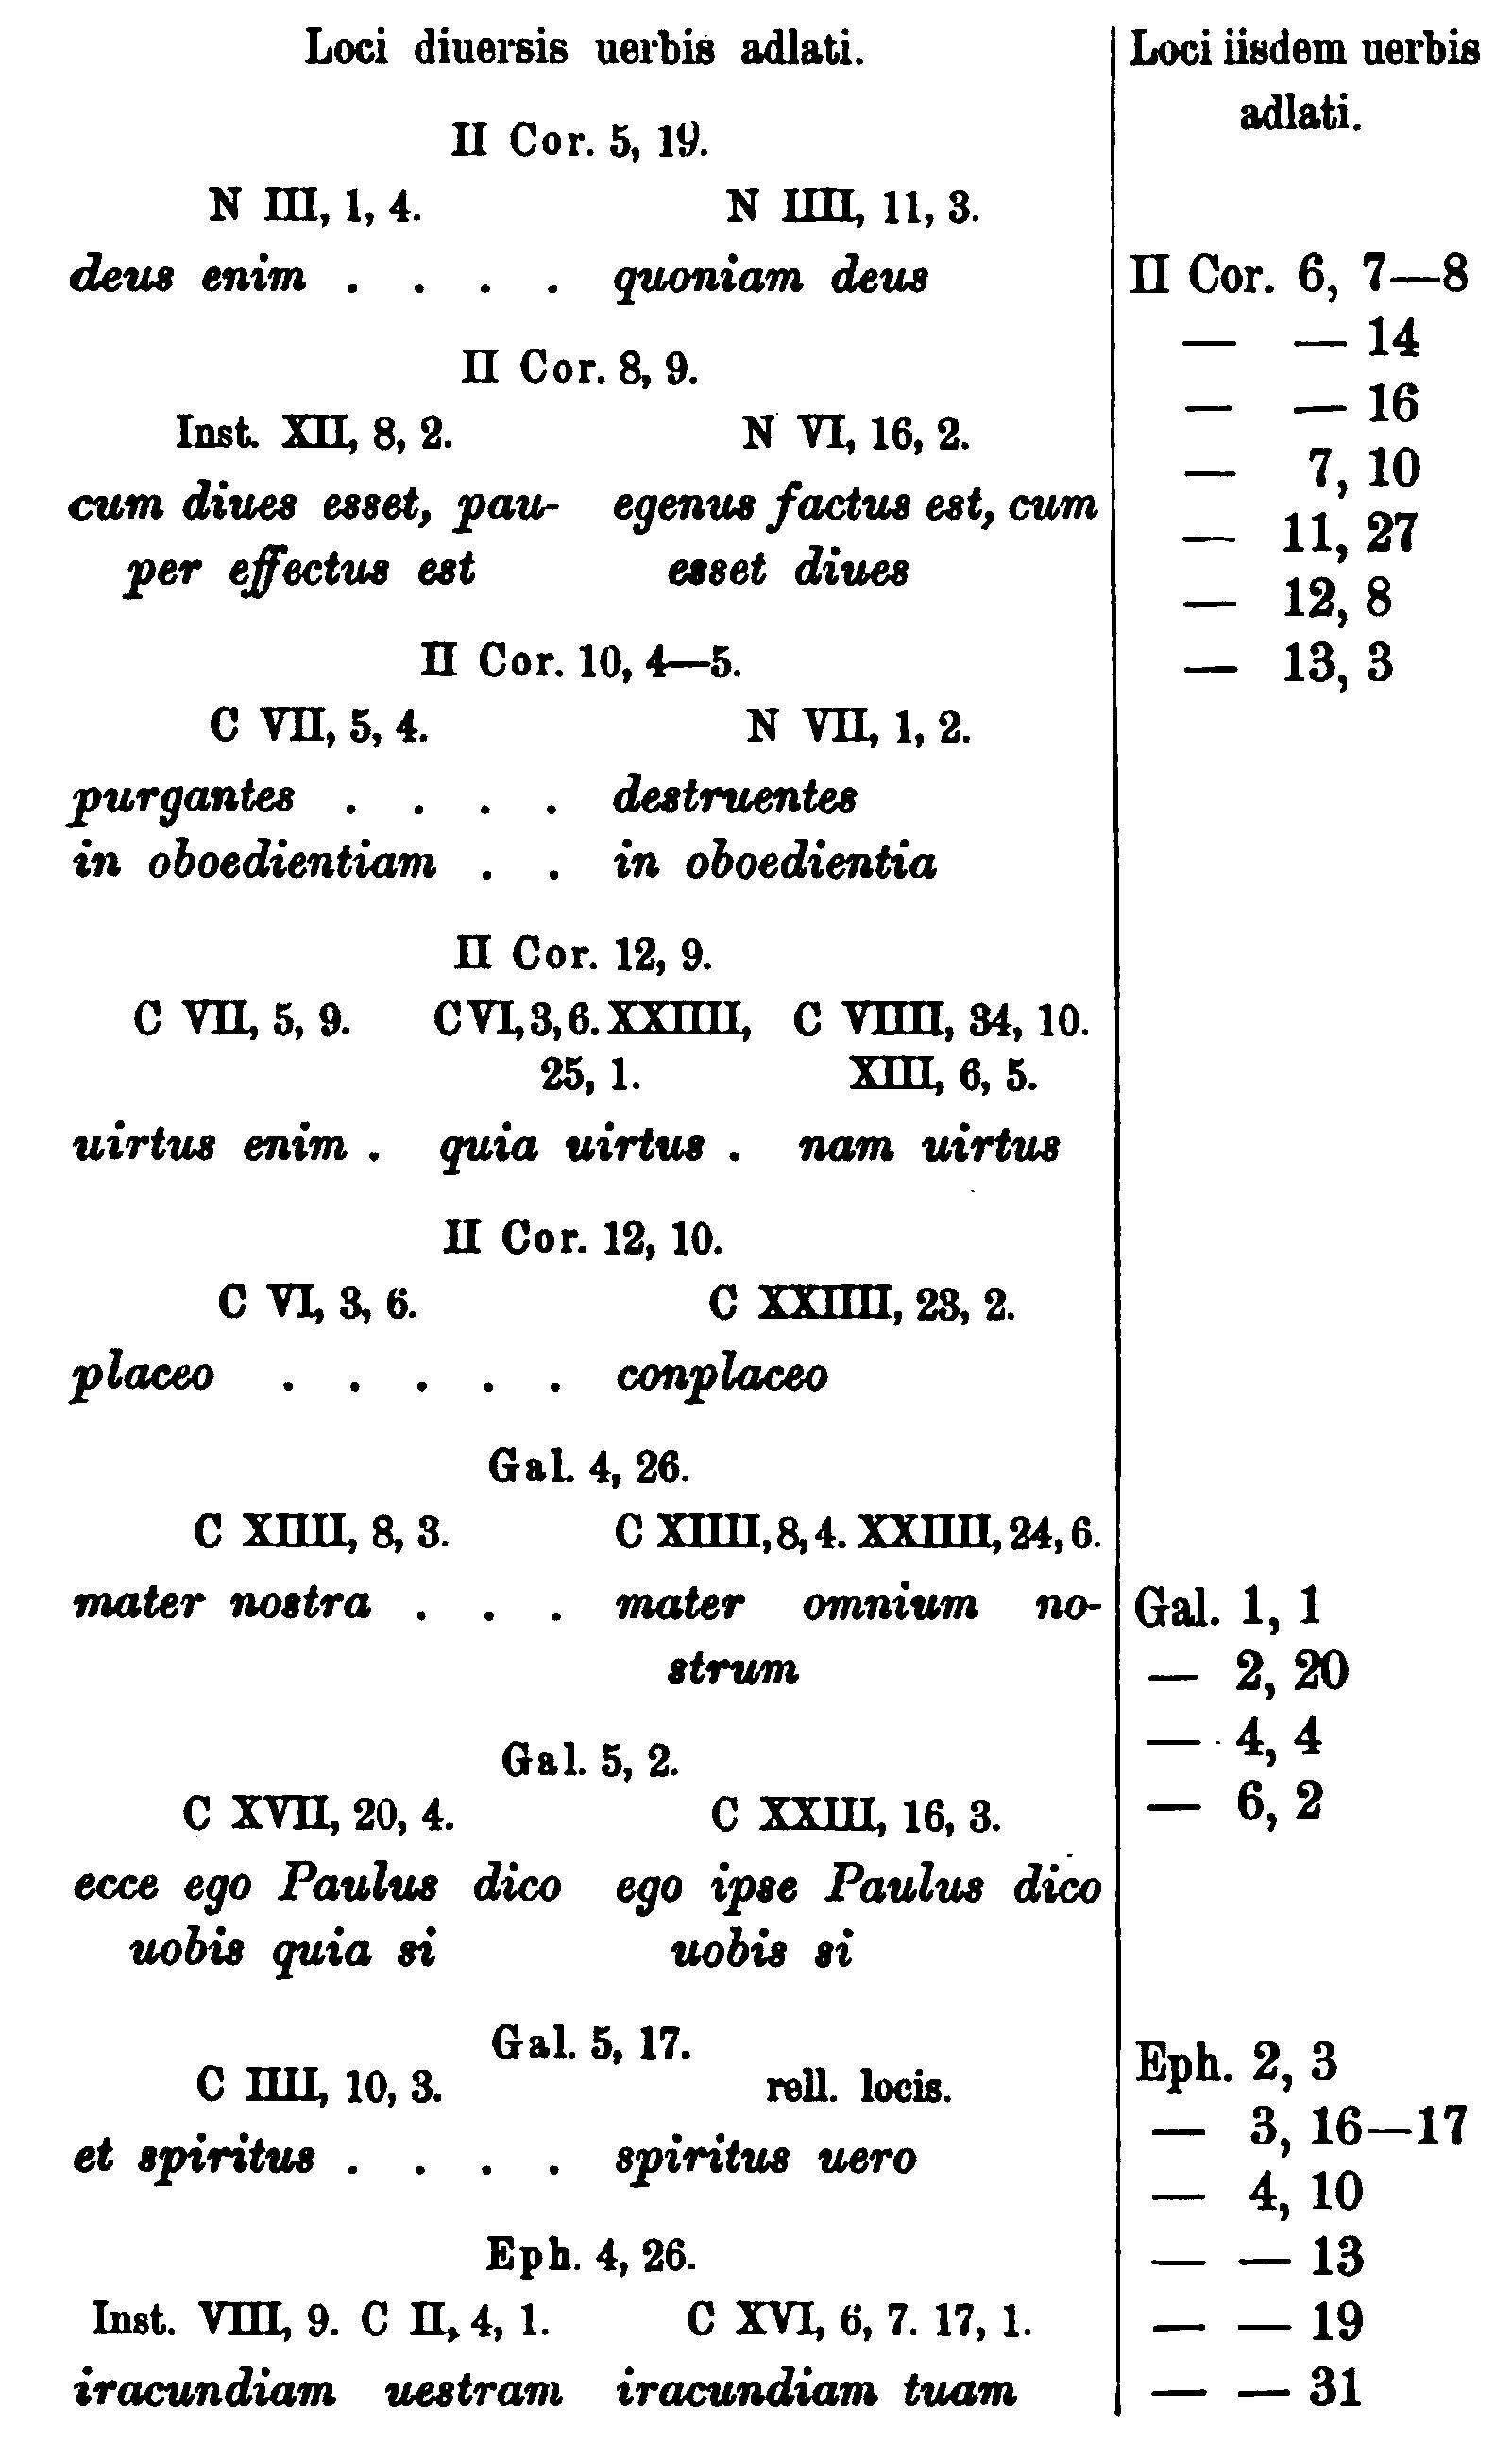 Loci diuersis uerbis adlati.
II Cor. 5, 19.
N III, 1, 4. N IIII, 11, 3.
deus enim . . . . quoniam deus
II Cor. 8, 9.
Inst. XII, 8, 2. N VI, 16, 2.
cum diues esset, pau- egenus factus est, cum
per effectus est esset diues
II Cor. 10, 4—5.
C VII, 5, 4. N VII, 1, 2.
purgantes . . . . destruentes
in oboedientiam . . in oboedientia
II Cor. 12, 9.
C VII, 5, 9. C VI, 3, 6. XXIIII, C VIIII, 34, 10.
25, 1. XIII, 6, 5.
uirtus enim . quia uirtus . nam uirtus
II Cor. 12, 10.
C VI, 3, 6. C XXIIII, 23, 2.
placeo . . . . . conplaceo
Gal. 4, 26.
C XIIII, 8, 3. C XIIII, 8, 4. XXIIII, 24, 6.
mater nostra . . . mater omnium no-
strum
Gal. 5, 2.
C XVII, 20, 4. C XXIII, 16, 3.
ecce ego Paulus dico ego ipse Paulus dico
uobis quia si uobis si
Gal. 5, 17.
C IIII, 10, 3. rell. locis.
et spiritus . . . . spiritus uero
Eph. 4, 26.
Inst. VIII, 9. C II, 4, 1. C XVI, 6, 7. 17, 1.
iracundiam uestram iracundiam tuam
Loci iisdem uerbis
adlati.
II Cor. 6, 7—8
— — 14
— — 16
— 7, 10
— 11, 27
— 12, 8
— 13, 3
Gal. 1, 1
— 2, 20
— 4, 4
— 6, 2
Eph. 2, 3
— 3, 16—17
— 4, 10
— — 13
— — 19
— — 31